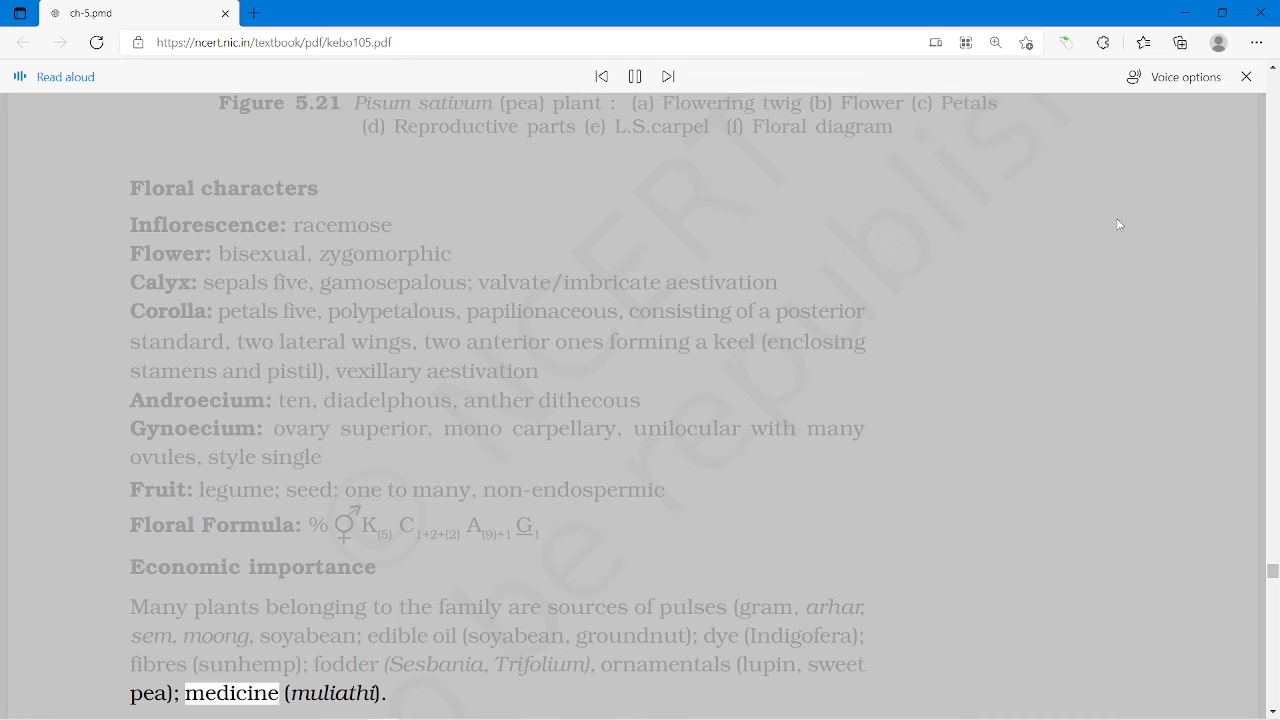 ch-5.pmd
https://ncert.nic.in/textbook/pdf/kebo105.pdf
Read aloud
Voice options
Figure 5.21 Pisum sativum (pea) plant : (a) Flowering twig (b) Flower (c) Petals
(d) Reproductive parts (e) L.S.carpel (f) Floral diagram
Floral characters
Inflorescence: racemose
Flower: bisexual, zygomorphic
Calyx: sepals five, gamosepalous; valvate/imbricate aestivation
Corolla: petals five, polypetalous, papilionaceous, consisting of a posterior
standard, two lateral wings, two anterior ones forming a keel (enclosing
stamens and pistil), vexillary aestivation
Androecium: ten, diadelphous, anther dithecous
Gynoecium: ovary superior, mono carpellary, unilocular with many
ovules, style single
Fruit: legume; seed: one to many, non-endospermic
Floral Formula: % ⚥ K(5) C1+2+(2) A(9)+1 G1
Economic importance
Many plants belonging to the family are sources of pulses (gram, arhar,
sem, moong, soyabean; edible oil (soyabean, groundnut); dye (Indigofera);
fibres (sunhemp); fodder (Sesbania, Trifolium), ornamentals (lupin, sweet
pea); medicine (muliathi).
© NCERT
be republish